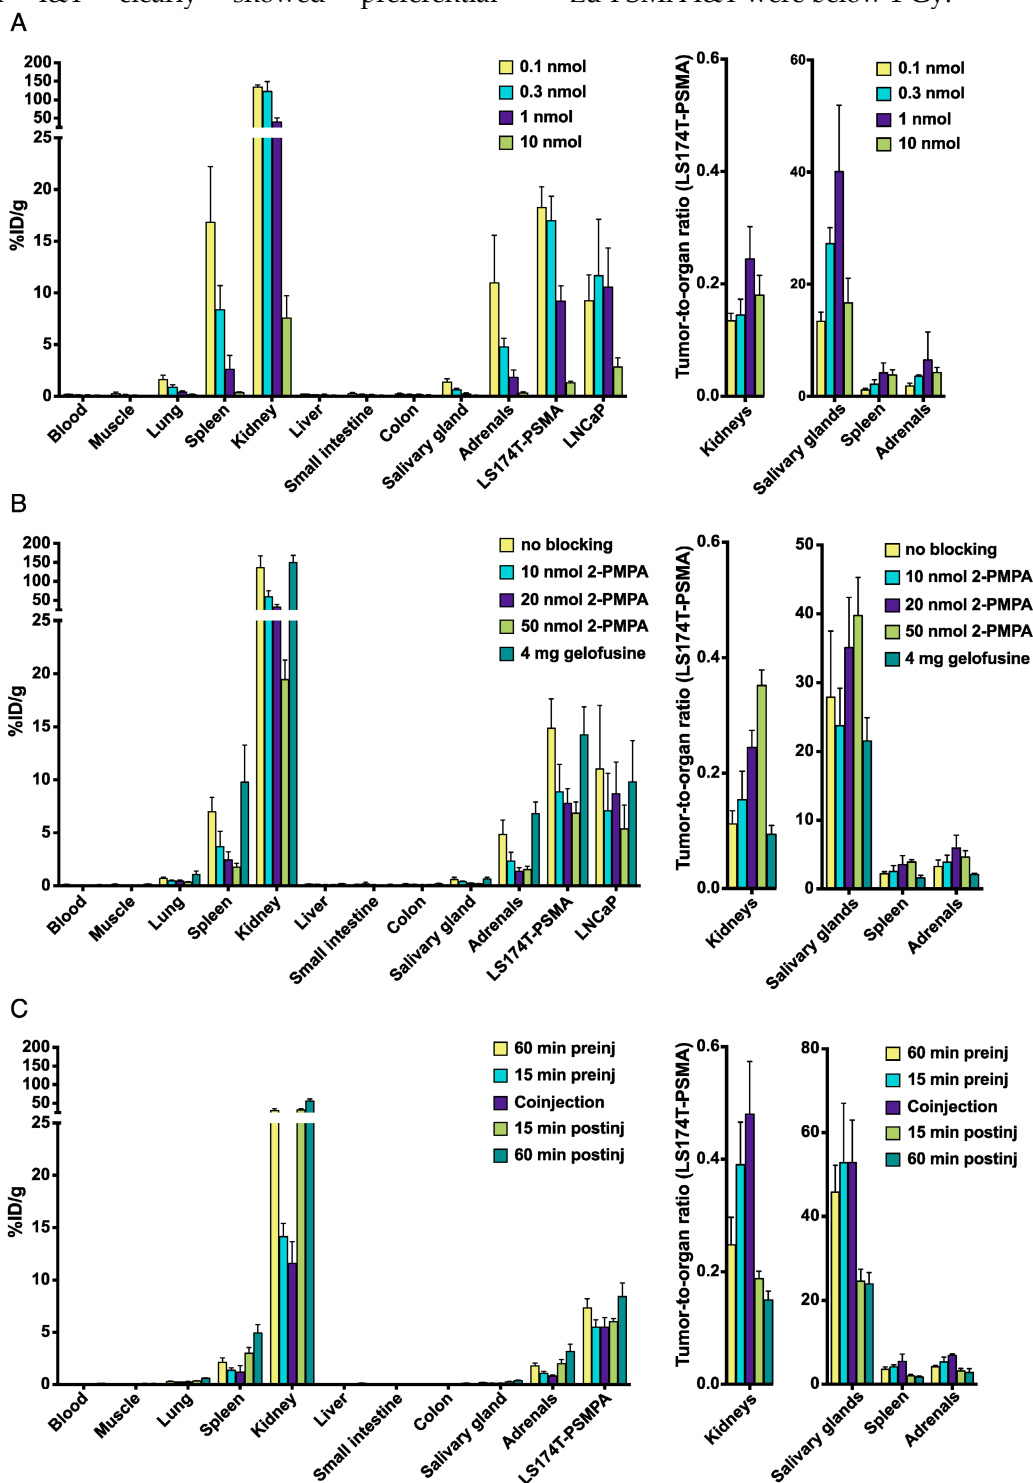 I&T clearly showed preferential
Lu-PSMA I&T were below 1 Gy.
A
200
150
100
50
25
20
15
10
5
0
%ID/g
0.1 nmol
0.3 nmol
1 nmol
10 nmol
Blood
Muscle
Lung
Spleen
Kidney
Liver
Small intestine
Colon
Salivary gland
Adrenals
LS174T-PSMA
LNCaP
Tumor-to-organ ratio (LS174T-PSMA)
0.6
0.4
0.2
0.0
Kidneys
60
40
20
0
0.1 nmol
0.3 nmol
1 nmol
10 nmol
Salivary glands
Spleen
Adrenals
B
200
150
100
50
25
20
15
10
5
0
%ID/g
no blocking
10 nmol 2-PMPA
20 nmol 2-PMPA
50 nmol 2-PMPA
4 mg gelofusine
Blood
Muscle
Lung
Spleen
Kidney
Liver
Small intestine
Colon
Salivary gland
Adrenals
LS174T-PSMA
LNCaP
Tumor-to-organ ratio (LS174T-PSMA)
0.6
0.4
0.2
0.0
Kidneys
50
40
30
20
10
0
no blocking
10 nmol 2-PMPA
20 nmol 2-PMPA
50 nmol 2-PMPA
4 mg gelofusine
Salivary glands
Spleen
Adrenals
C
200
150
100
50
25
20
15
10
5
0
%ID/g
60 min preinj
15 min preinj
Coinjection
15 min postinj
60 min postinj
Blood
Muscle
Lung
Spleen
Kidney
Liver
Small intestine
Colon
Salivary gland
Adrenals
LS174T-PSMPA
Tumor-to-organ ratio (LS174T-PSMA)
0.6
0.4
0.2
0.0
Kidneys
80
60
40
20
0
60 min preinj
15 min preinj
Coinjection
15 min postinj
60 min postinj
Salivary glands
Spleen
Adrenals